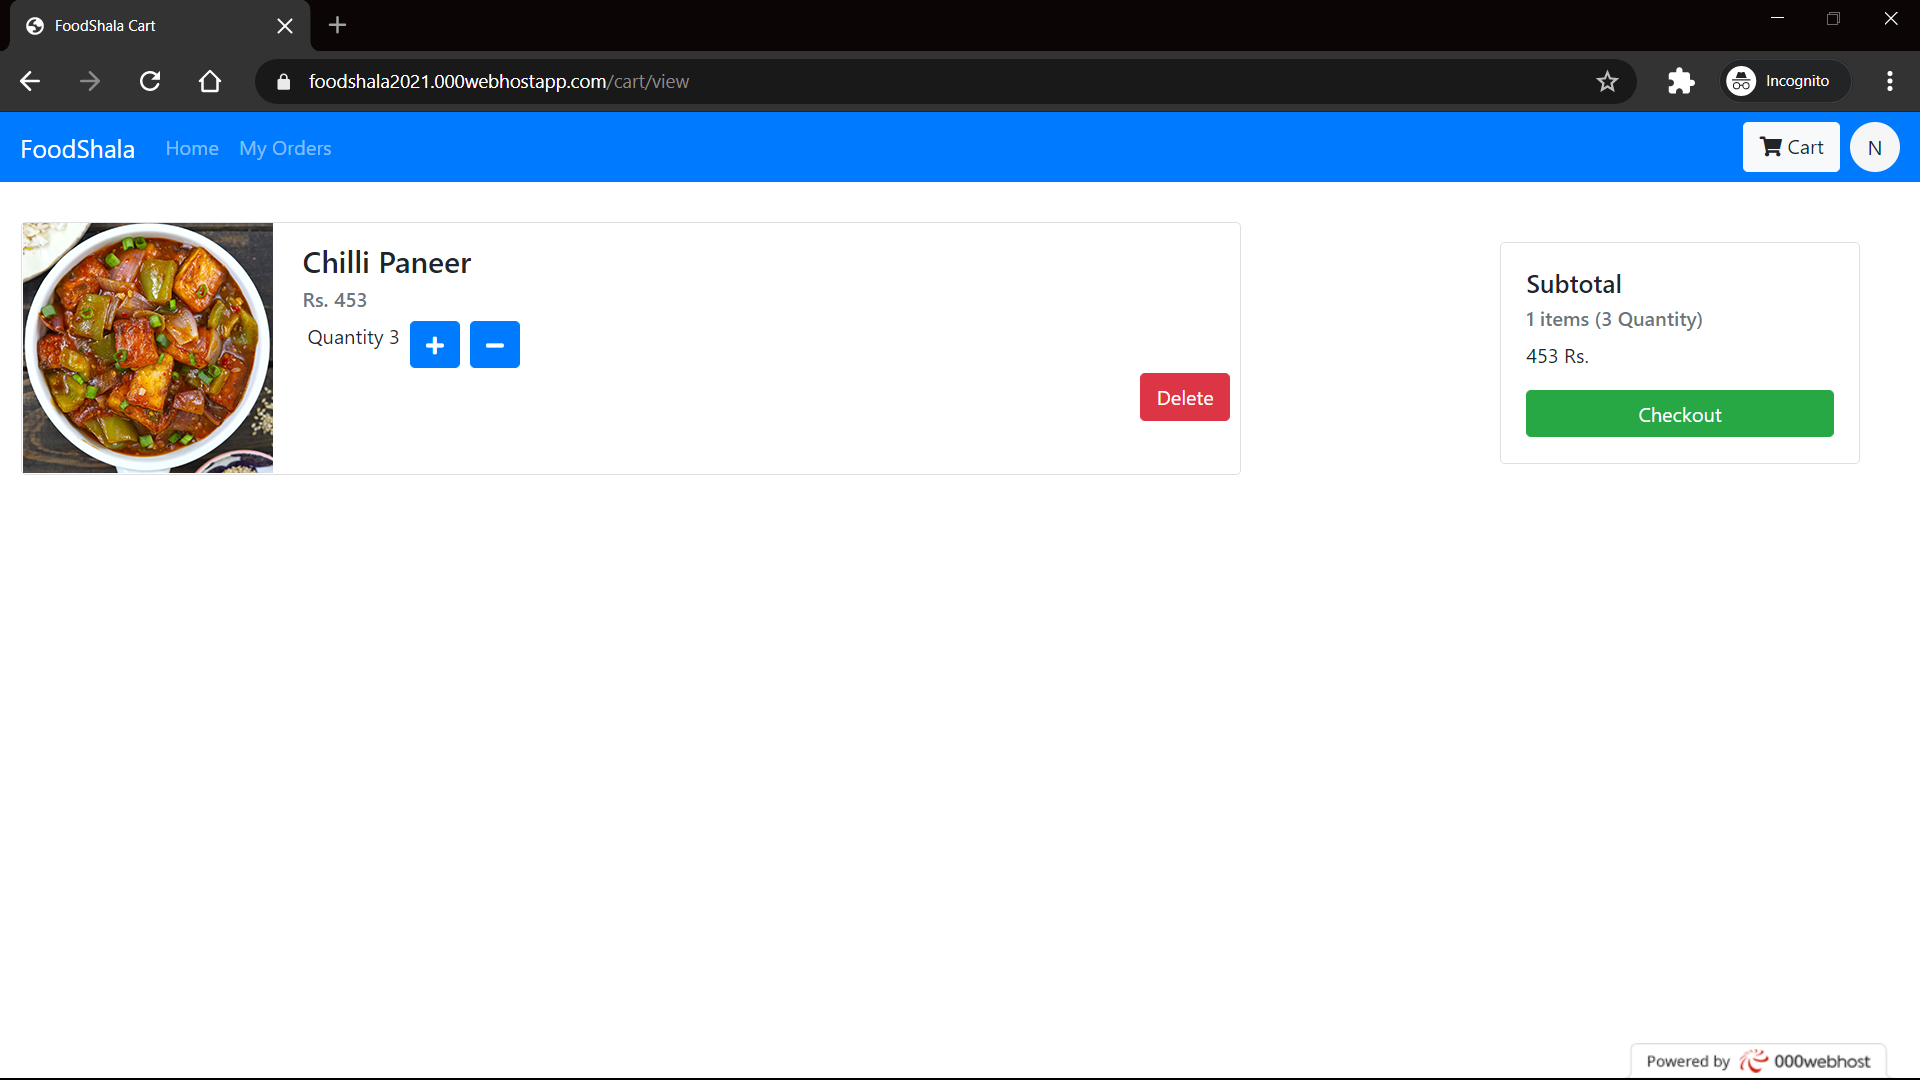 FoodShala Cart
foodshala2021.000webhostapp.com/cart/view
Incognito
FoodShala Home My Orders
Cart N
Chilli Paneer
Rs. 453
Quantity 3
Delete
Subtotal
1 items (3 Quantity)
453 Rs.
Checkout
Powered by 000webhost